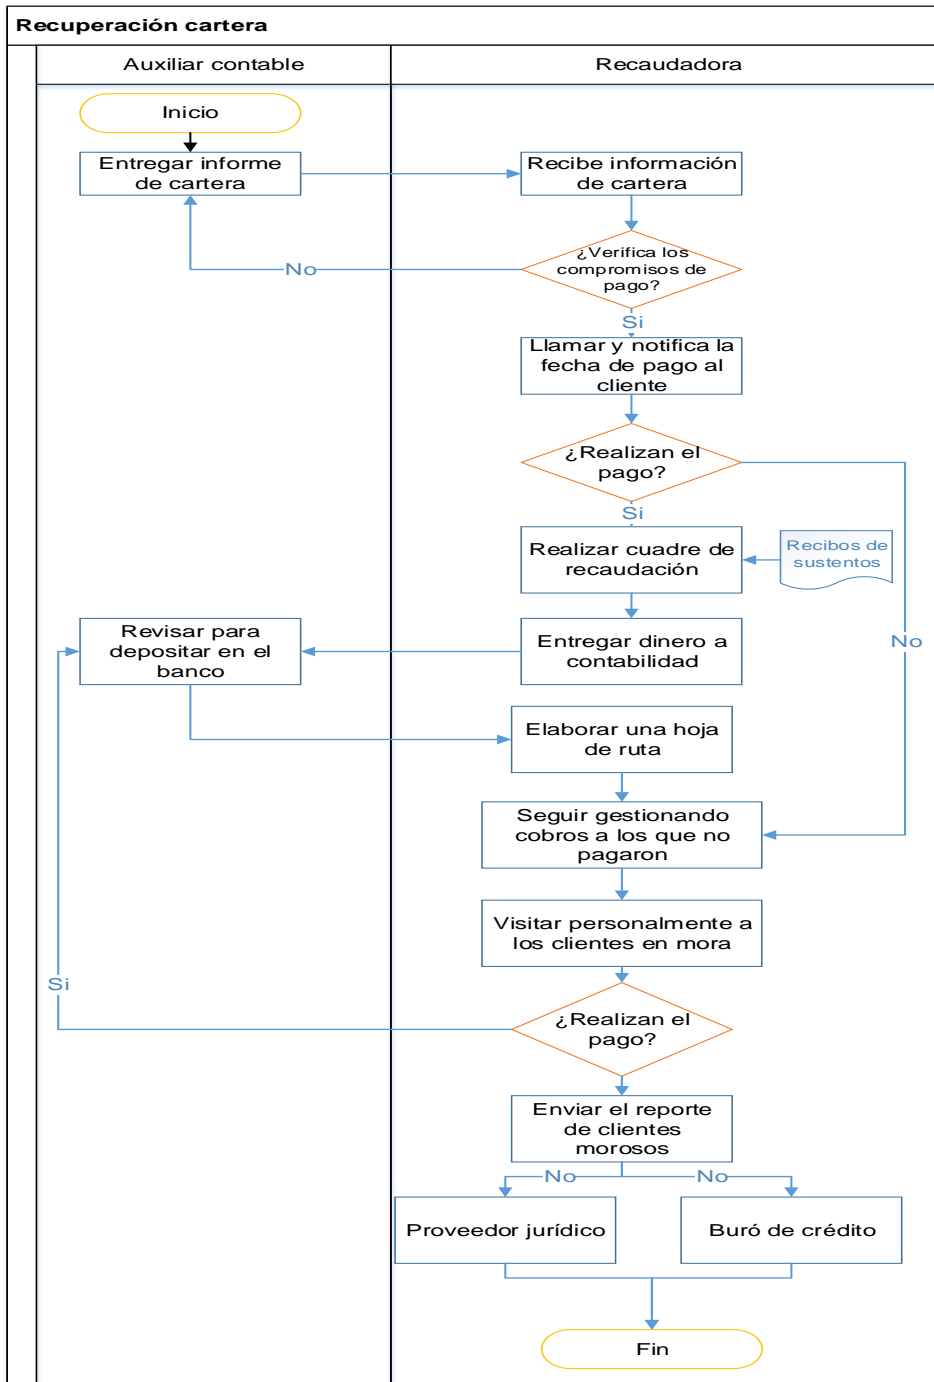 Recuperación cartera
Auxiliar contable
Recaudadora
Inicio
Entregar informe
de cartera
Recibe información
de cartera
¿Verifica los
compromisos de
pago?
No
Si
Llamar y notifica la
fecha de pago al
cliente
¿Realizan el
pago?
Si
Realizar cuadre de
recaudación
Recibos de
sustentos
No
Revisar para
depositar en el
banco
Entregar dinero a
contabilidad
Elaborar una hoja
de ruta
Seguir gestionando
cobros a los que no
pagaron
Visitar personalmente a
los clientes en mora
Si
¿Realizan el
pago?
Enviar el reporte
de clientes
morosos
No
No
Proveedor jurídico
Buró de crédito
Fin